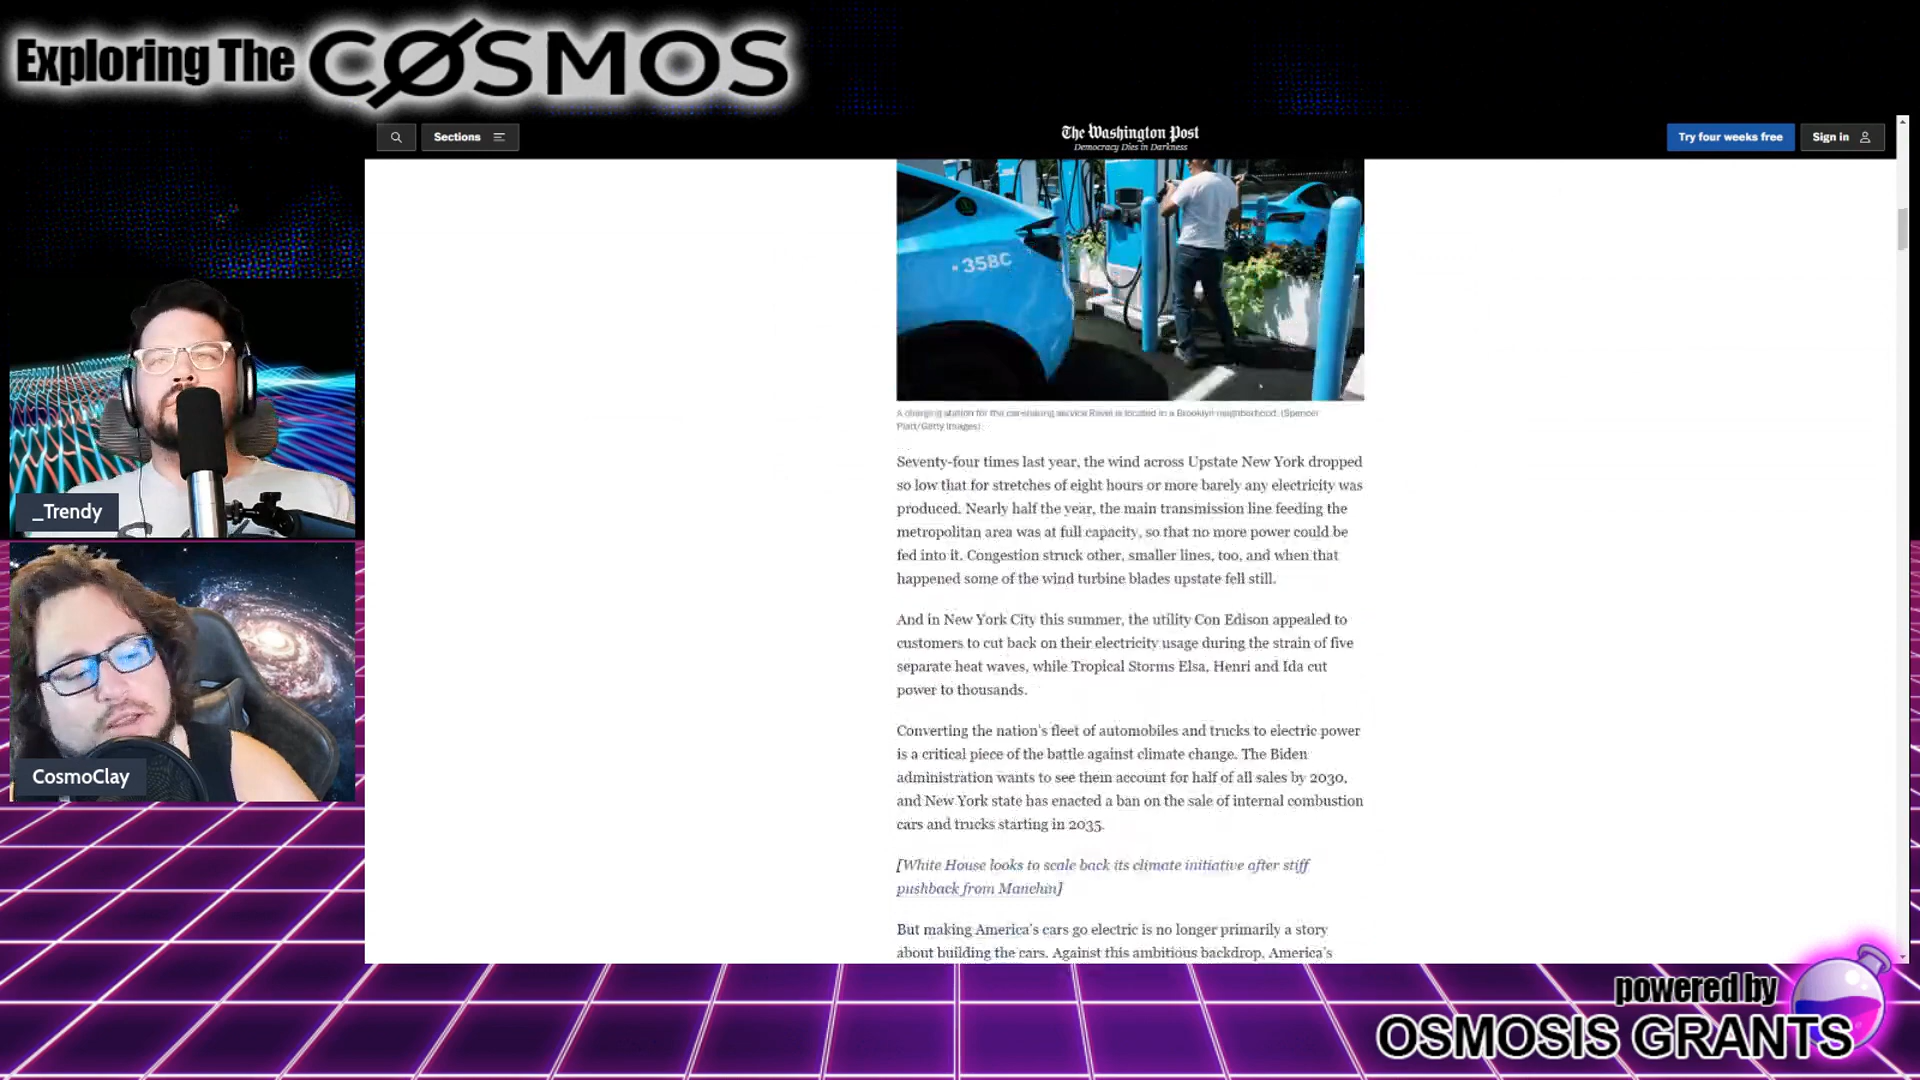 Exploring The COSMOS
Sections
The Washington Post
Democracy Dies in Darkness
Try four weeks free
Sign in
358C
A charging station for the car-sharing service Revel is located in a Brooklyn neighborhood. (Spencer
Platt/Getty Images)
Seventy-four times last year, the wind across Upstate New York dropped
so low that for stretches of eight hours or more barely any electricity was
produced. Nearly half the year, the main transmission line feeding the
metropolitan area was at full capacity, so that no more power could be
fed into it. Congestion struck other, smaller lines, too, and when that
happened some of the wind turbine blades upstate fell still.
And in New York City this summer, the utility Con Edison appealed to
customers to cut back on their electricity usage during the strain of five
separate heat waves, while Tropical Storms Elsa, Henri and Ida cut
power to thousands.
Converting the nation's fleet of automobiles and trucks to electric power
is a critical piece of the battle against climate change. The Biden
administration wants to see them account for half of all sales by 2030,
and New York state has enacted a ban on the sale of internal combustion
cars and trucks starting in 2035.
[White House looks to scale back its climate initiative after stiff
pushback from Manchin]
But making America's cars go electric is no longer primarily a story
about building the cars. Against this ambitious backdrop, America's
_Trendy
CosmoClay
powered by
OSMOSIS GRANTS